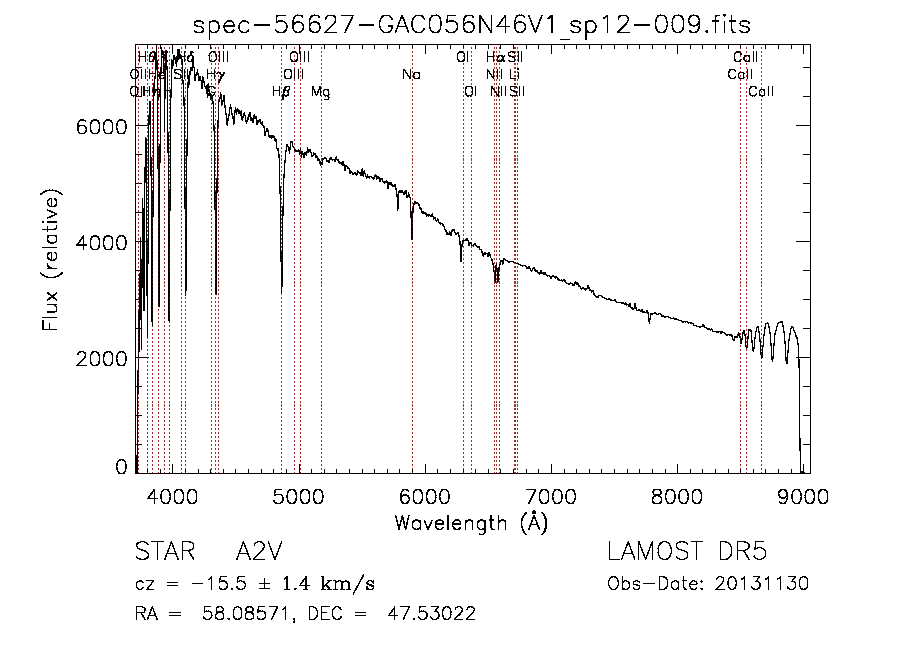 spec-56627-GAC056N46V1_sp12-009.fits
Hδ OIII OIII OI Hα SII CaII
OII Hγ OIII Na NII Li CaII
Hβ Mg OI NII SII CaII
6000
4000
2000
0
Flux (relative)
4000 5000 6000 7000 8000 9000
Wavelength (Å)
STAR A2V LAMOST DR5
cz = -15.5 ± 1.4 km/s Obs-Date: 20131130
RA = 58.08571, DEC = 47.53022